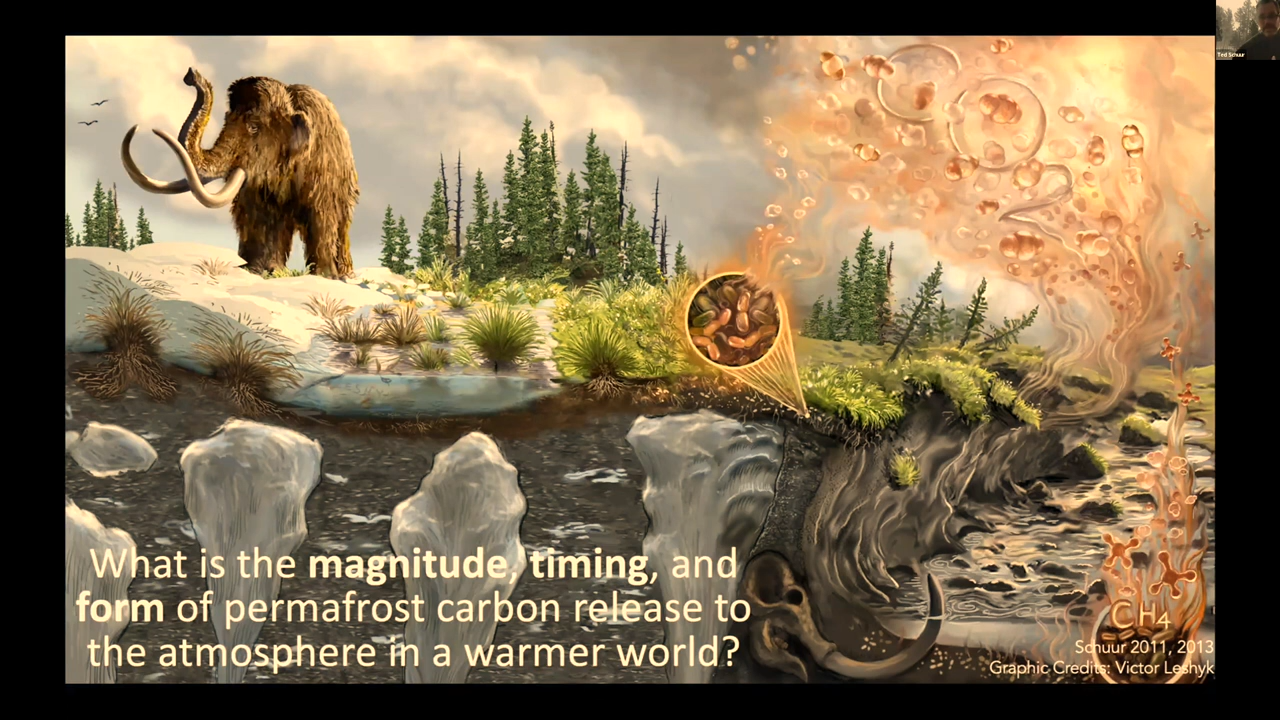 Ted Schuur
CO2
What is the magnitude, timing, and
form of permafrost carbon release to
the atmosphere in a warmer world?
CH4
Schuur 2011, 2013
Graphic Credits: Victor Leshyk